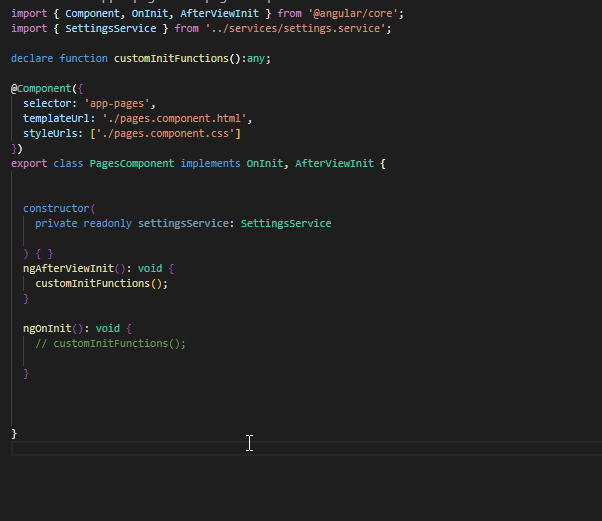 import { Component, OnInit, AfterViewInit } from '@angular/core';
import { SettingsService } from '../services/settings.service';
declare function customInitFunctions():any;
@Component({
selector: 'app-pages',
templateUrl: './pages.component.html',
styleUrls: ['./pages.component.css']
})
export class PagesComponent implements OnInit, AfterViewInit {
constructor(
private readonly settingsService: SettingsService
) { }
ngAfterViewInit(): void {
customInitFunctions();
}
ngOnInit(): void {
// customInitFunctions();
}
}